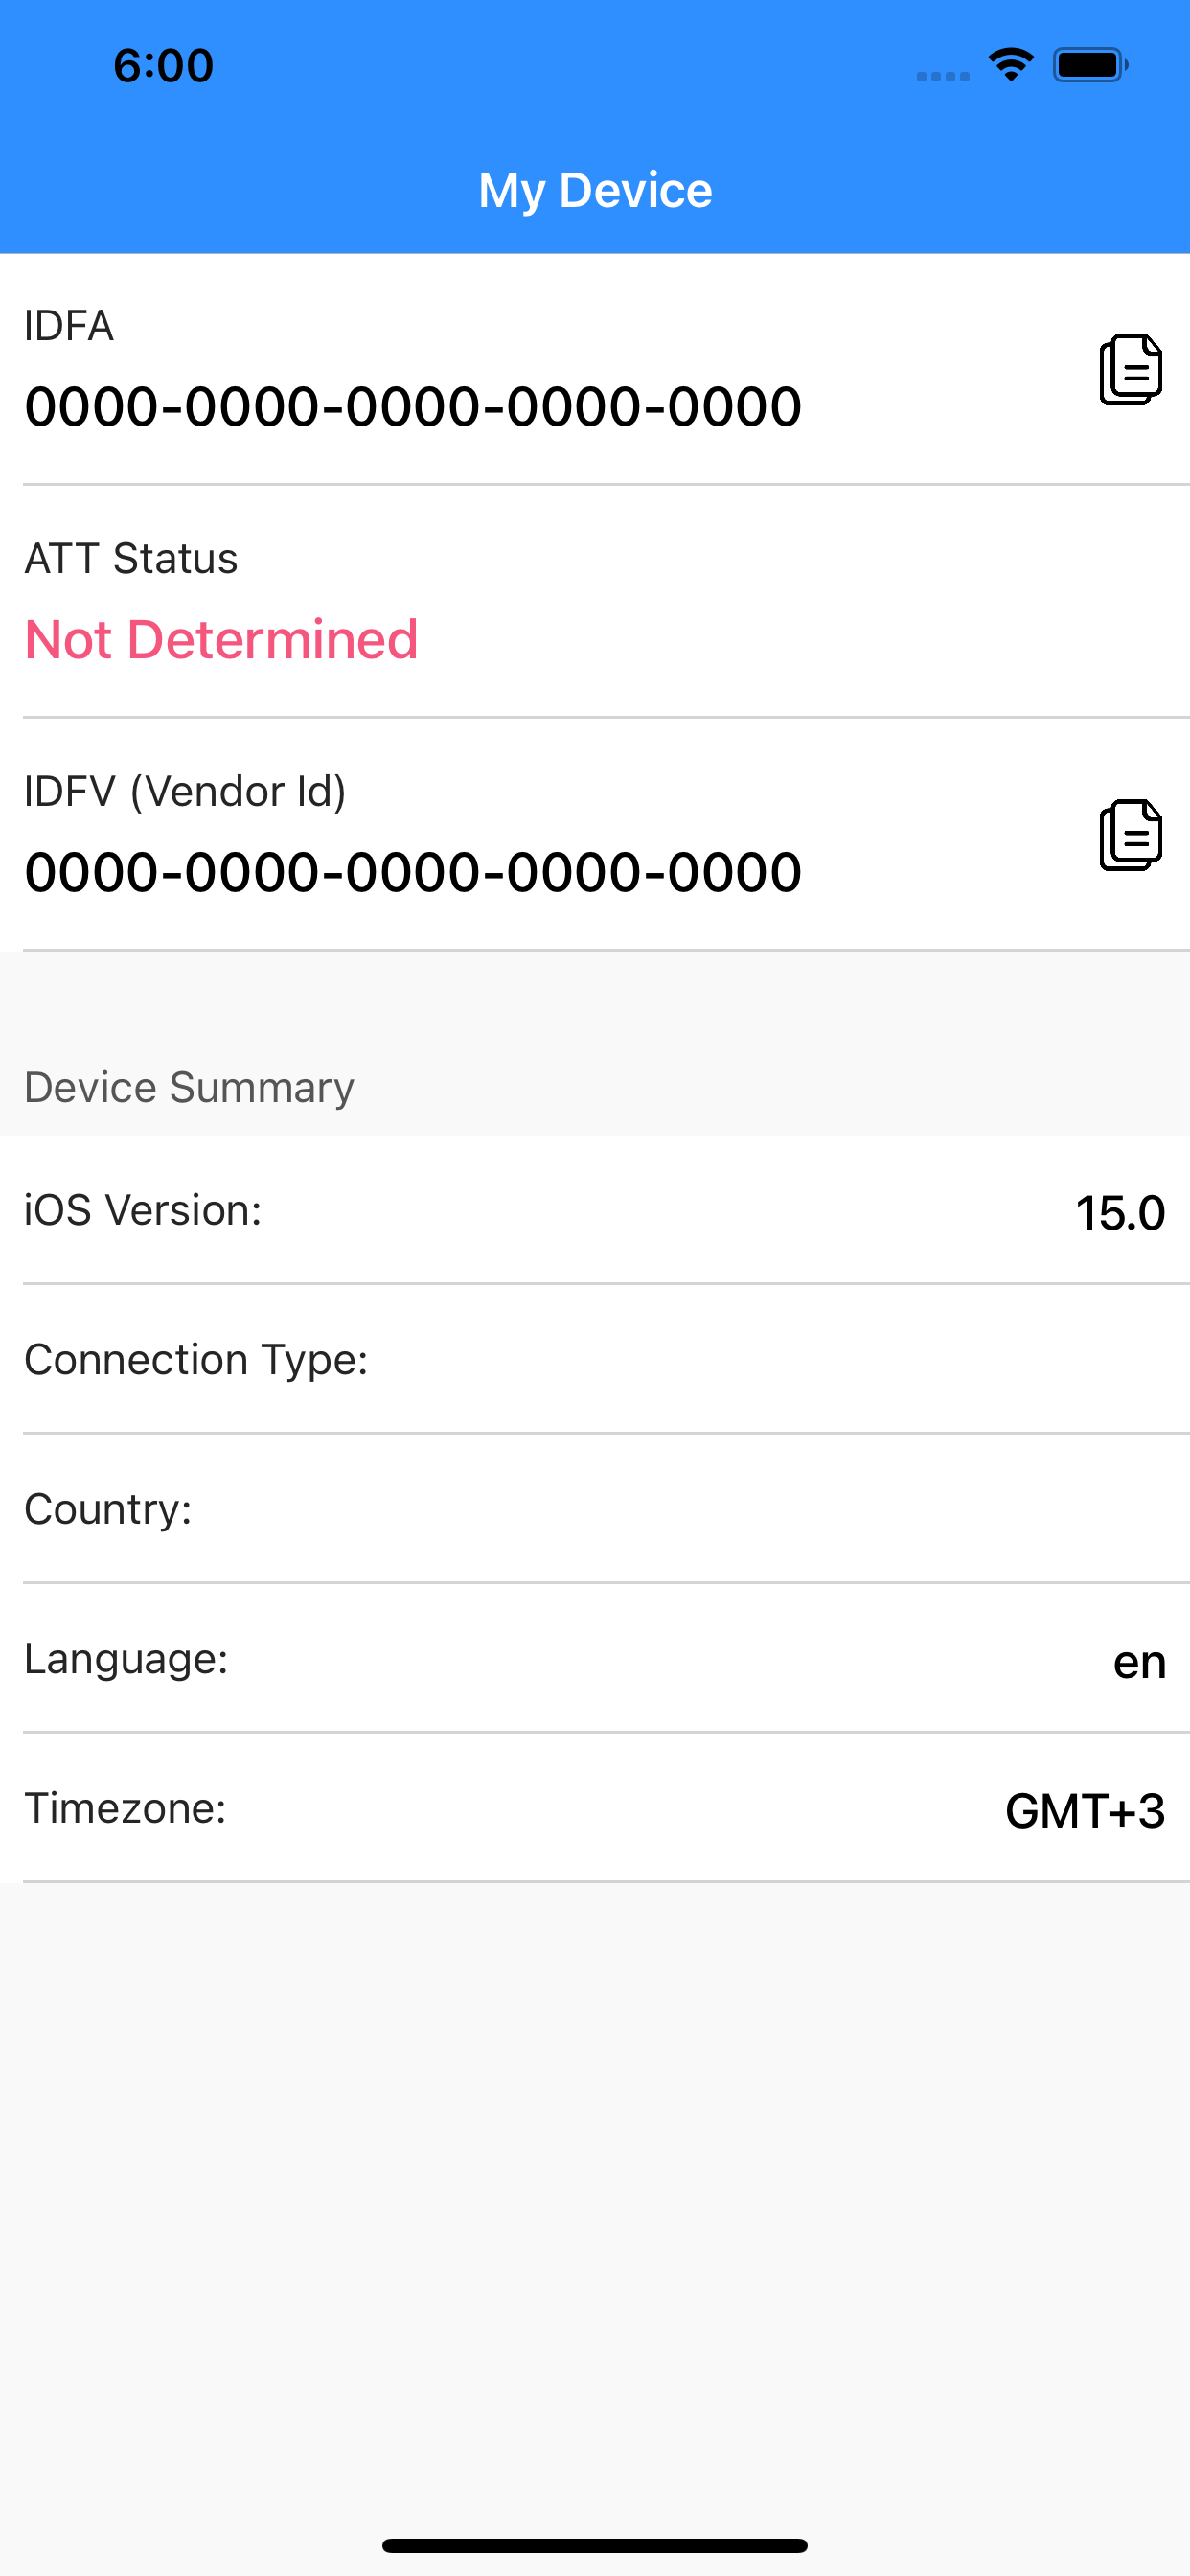 6:00
My Device
IDFA
0000-0000-0000-0000-0000
ATT Status
Not Determined
IDFV (Vendor Id)
0000-0000-0000-0000-0000
Device Summary
iOS Version: 15.0
Connection Type:
Country:
Language: en
Timezone: GMT+3